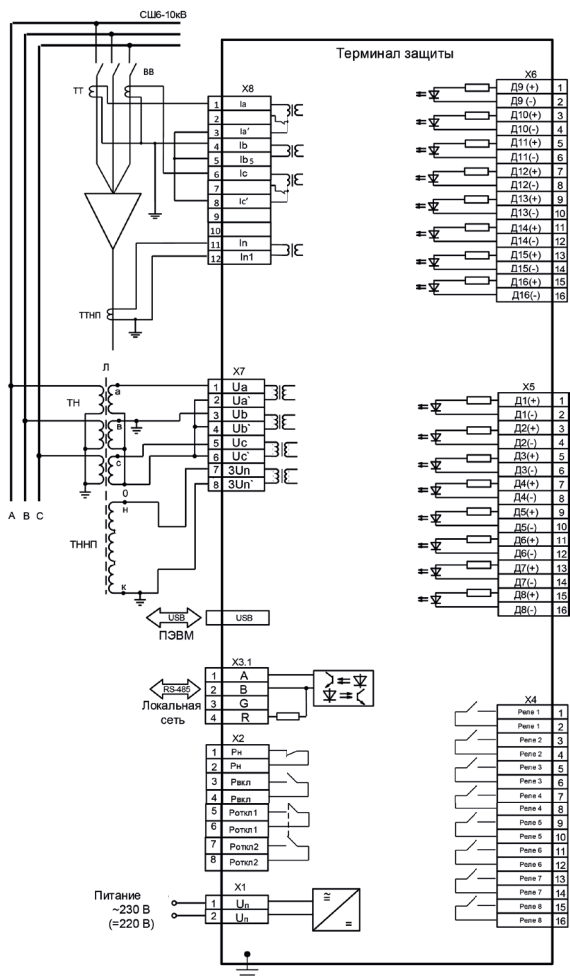 СШ6-10кВ
Терминал защиты
ВВ
ТТ
X8
1 Ia
2
3 Ia'
4 Ib
5 Ib5
6 Ic
7
8 Ic'
9
10
11 In
12 In1
ТТНП
X6
Д9 (+) 1
Д9 (-) 2
Д10(+) 3
Д10(-) 4
Д11(+) 5
Д11(-) 6
Д12(+) 7
Д12(-) 8
Д13(+) 9
Д13(-) 10
Д14(+) 11
Д14(-) 12
Д15(+) 13
Д15(-) 14
Д16(+) 15
Д16(-) 16
Л
ТН
а
в
с
0
н
к
А В С
ТННП
X7
1 Ua
2 Ua`
3 Ub
4 Ub`
5 Uc
6 Uc`
7 3Un
8 3Un`
X5
Д1(+) 1
Д1(-) 2
Д2(+) 3
Д2(-) 4
Д3(+) 5
Д3(-) 6
Д4(+) 7
Д4(-) 8
Д5(+) 9
Д5(-) 10
Д6(+) 11
Д6(-) 12
Д7(+) 13
Д7(-) 14
Д8(+) 15
Д8(-) 16
USB
USB
ПЭВМ
X3.1
1 A
2 B
3 G
4 R
RS-485
Локальная
сеть
X2
1 Рн
2 Рн
3 Рвкл
4 Рвкл
5 Роткл1
6 Роткл1
7 Роткл2
8 Роткл2
X4
Реле 1 1
Реле 1 2
Реле 2 3
Реле 2 4
Реле 3 5
Реле 3 6
Реле 4 7
Реле 4 8
Реле 5 9
Реле 5 10
Реле 6 11
Реле 6 12
Реле 7 13
Реле 7 14
Реле 8 15
Реле 8 16
Питание
~230 В
(=220 В)
X1
1 Uп
2 Uп